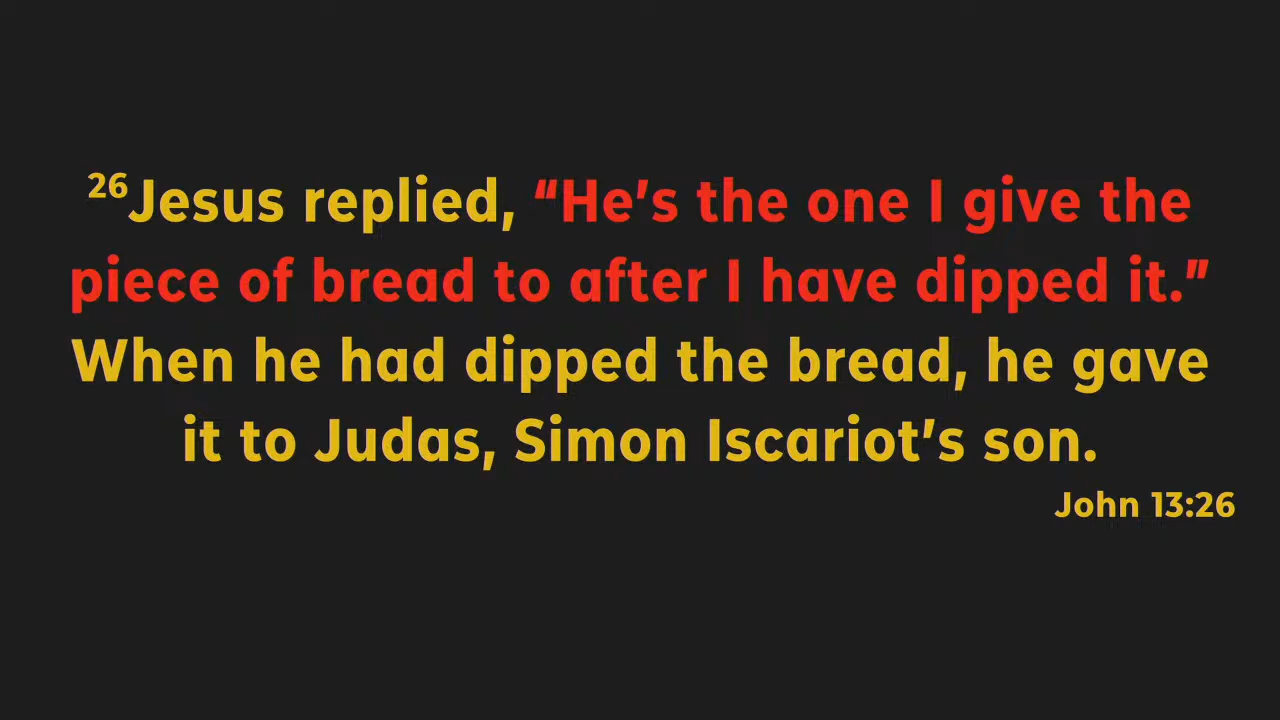 26Jesus replied, “He’s the one I give the
piece of bread to after I have dipped it.”
When he had dipped the bread, he gave
it to Judas, Simon Iscariot’s son.
John 13:26